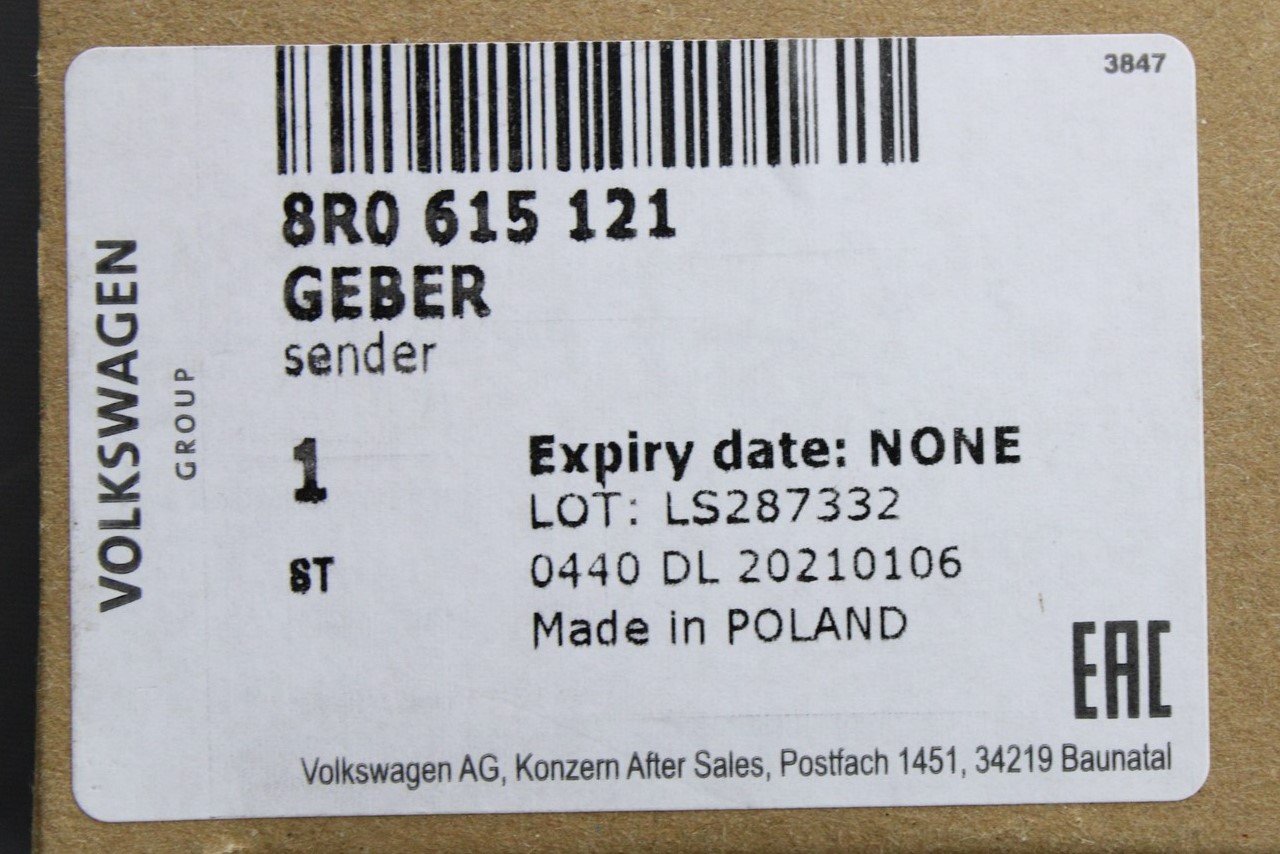 3847
8R0 615 121
GEBER
sender
VOLKSWAGEN
GROUP
1
Expiry date: NONE
LOT: LS287332
ST
0440 DL 20210106
Made in POLAND
EAC
Volkswagen AG, Konzern After Sales, Postfach 1451, 34219 Baunatal